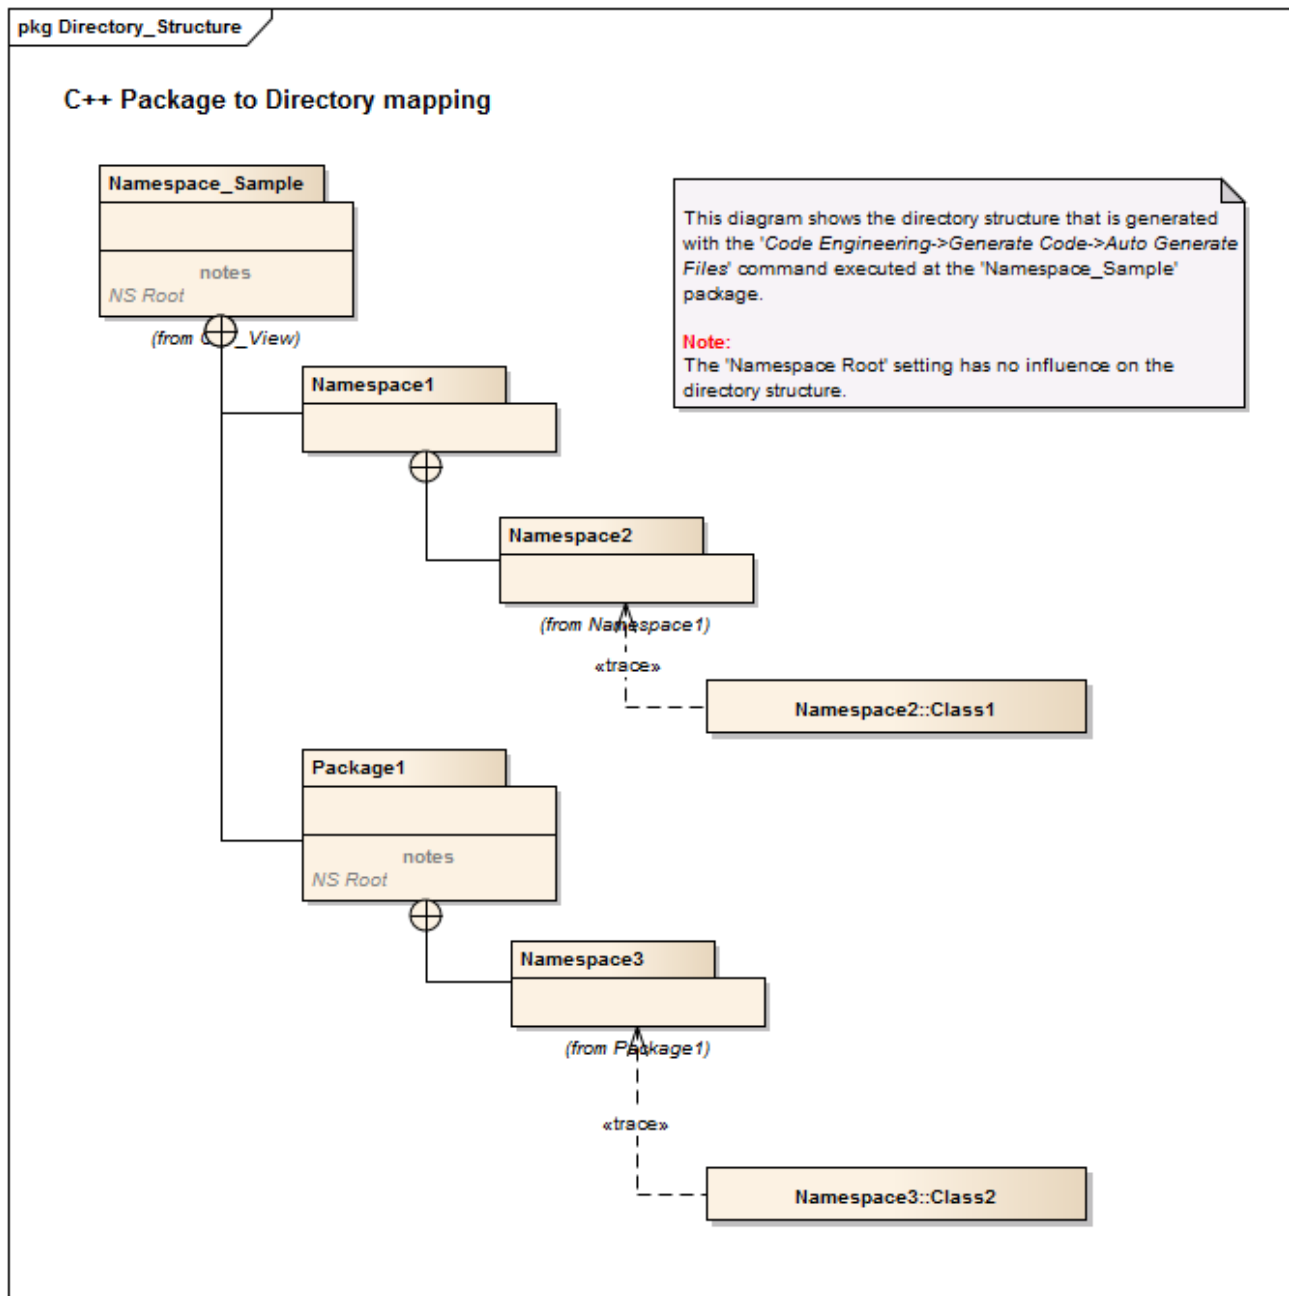 pkg Directory_Structure
C++ Package to Directory mapping
Namespace_Sample
notes
NS Root
(from _View)
This diagram shows the directory structure that is generated
with the 'Code Engineering->Generate Code->Auto Generate
Files' command executed at the 'Namespace_Sample'
package.
Note:
The 'Namespace Root' setting has no influence on the
directory structure.
Namespace1
Namespace2
(from Namespace1)
«trace»
Namespace2::Class1
Package1
notes
NS Root
Namespace3
(from Package1)
«trace»
Namespace3::Class2